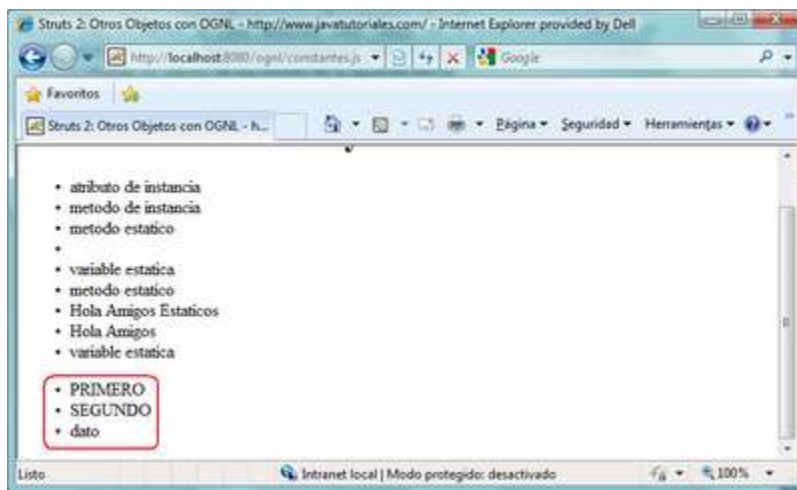 Struts 2: Otros Objetos con OGNL - http://www.javatutoriales.com/ - Internet Explorer provided by Dell
http://localhost:8080/ognl/constantes.js
Google
Favoritos
Struts 2: Otros Objetos con OGNL - h...
Página Seguridad Herramientas
• atributo de instancia
• metodo de instancia
• metodo estatico
•
• variable estatica
• metodo estatico
• Hola Amigos Estaticos
• Hola Amigos
• variable estatica
• PRIMERO
• SEGUNDO
• dato
Listo
Intranet local | Modo protegido: desactivado
100%